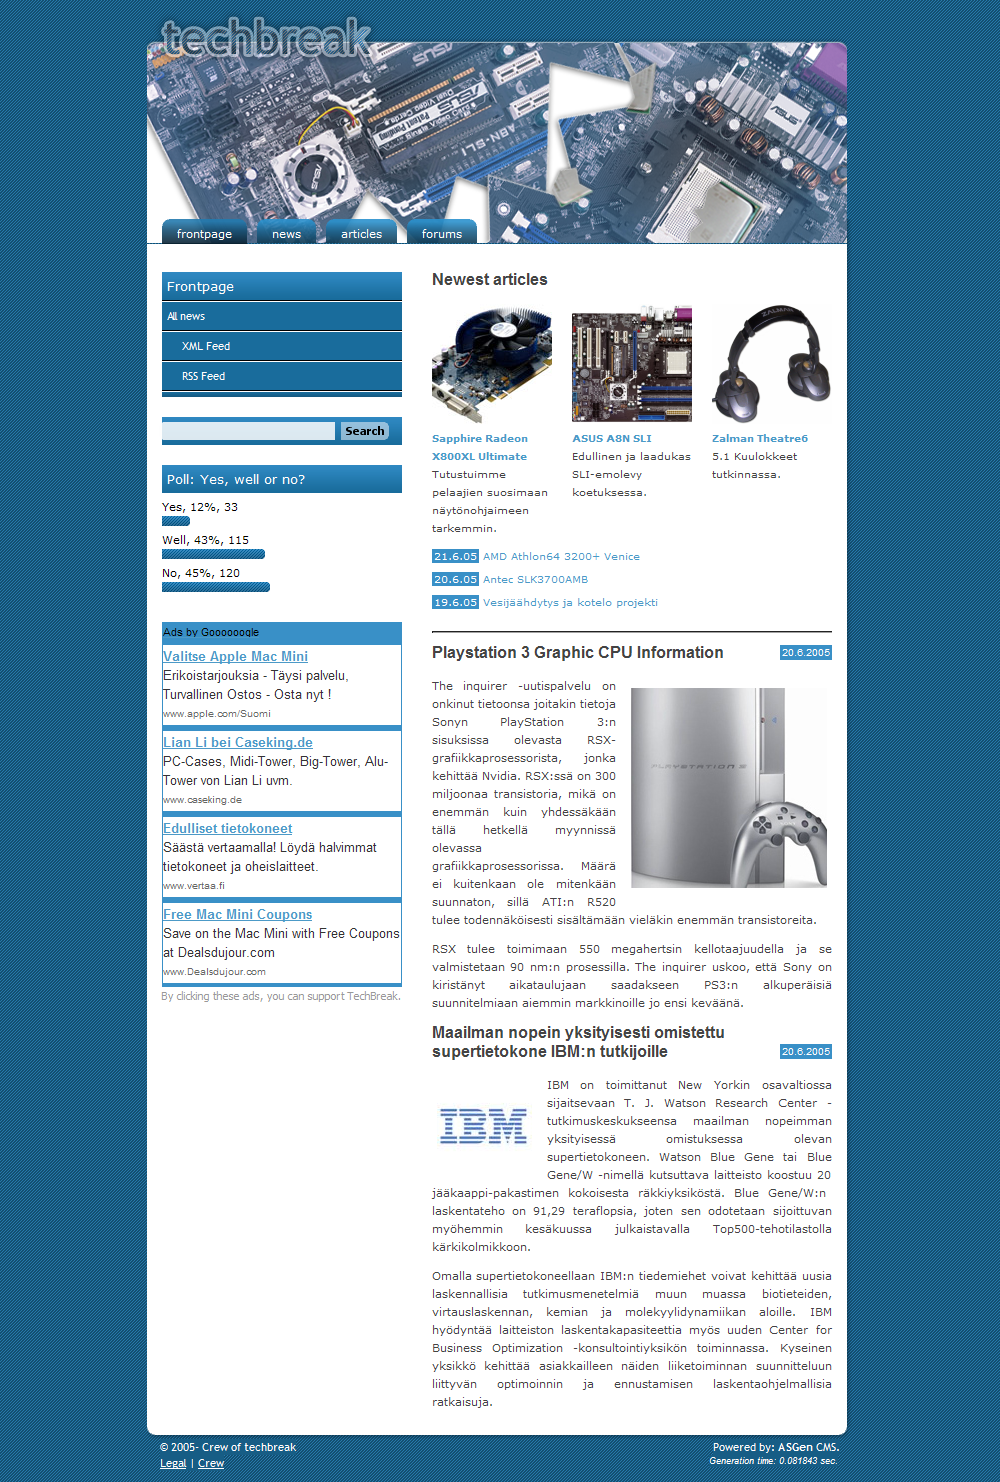 techbreak
frontpage
news
articles
forums
Frontpage
All news
XML Feed
RSS Feed
Search
Poll: Yes, well or no?
Yes, 12%, 33
Well, 43%, 115
No, 45%, 120
Ads by Goooooogle
Valitse Apple Mac Mini
Erikoistarjouksia - Täysi palvelu,
Turvallinen Ostos - Osta nyt !
www.apple.com/Suomi
Lian Li bei Caseking.de
PC-Cases, Midi-Tower, Big-Tower, Alu-
Tower von Lian Li uvm.
www.caseking.de
Edulliset tietokoneet
Säästä vertaamalla! Löydä halvimmat
tietokoneet ja oheislaitteet.
www.vertaa.fi
Free Mac Mini Coupons
Save on the Mac Mini with Free Coupons
at Dealsdujour.com
www.Dealsdujour.com
By clicking these ads, you can support TechBreak.
Newest articles
Sapphire Radeon
X800XL Ultimate
Tutustuimme
pelaajien suosimaan
näytönohjaimeen
tarkemmin.
ASUS A8N SLI
Edullinen ja laadukas
SLI-emolevy
koetuksessa.
Zalman Theatre6
5.1 Kuulokkeet
tutkinnassa.
21.6.05 AMD Athlon64 3200+ Venice
20.6.05 Antec SLK3700AMB
19.6.05 Vesijäähdytys ja kotelo projekti
Playstation 3 Graphic CPU Information
20.6.2005
The inquirer -uutispalvelu on
onkinut tietoonsa joitakin tietoja
Sonyn PlayStation 3:n
sisuksissa olevasta RSX-
grafiikkaprosessorista, jonka
kehittää Nvidia. RSX:ssä on 300
miljoonaa transistoria, mikä on
enemmän kuin yhdessäkään
tällä hetkellä myynnissä
olevassa
grafiikkaprosessorissa. Määrä
ei kuitenkaan ole mitenkään
suunnaton, sillä ATI:n R520
tulee todennäköisesti sisältämään vieläkin enemmän transistoreita.
PLAYSTATION 3
RSX tulee toimimaan 550 megahertsin kellotaajuudella ja se
valmistetaan 90 nm:n prosessilla. The inquirer uskoo, että Sony on
kiristänyt aikataulujaan saadakseen PS3:n alkuperäisiä
suunnitelmiaan aiemmin markkinoille jo ensi keväänä.
Maailman nopein yksityisesti omistettu
supertietokone IBM:n tutkijoille
20.6.2005
IBM
IBM on toimittanut New Yorkin osavaltiossa
sijaitsevaan T. J. Watson Research Center -
tutkimuskeskukseensa maailman nopeimman
yksityisessä omistuksessa olevan
supertietokoneen. Watson Blue Gene tai Blue
Gene/W -nimellä kutsuttava laitteisto koostuu 20
jääkaappi-pakastimen kokoisesta räkkiyksiköstä. Blue Gene/W:n
laskentateho on 91,29 teraflopsia, joten sen odotetaan sijoittuvan
myöhemmin kesäkuussa julkaistavalla Top500-tehotilastolla
kärkikolmikkoon.
Omalla supertietokoneellaan IBM:n tiedemiehet voivat kehittää uusia
laskennallisia tutkimusmenetelmiä muun muassa biotieteiden,
virtauslaskennan, kemian ja molekyylidynamiikan aloille. IBM
hyödyntää laitteiston laskentakapasiteettia myös uuden Center for
Business Optimization -konsultointiyksikön toiminnassa. Kyseinen
yksikkö kehittää asiakkailleen näiden liiketoiminnan suunnitteluun
liittyvän optimoinnin ja ennustamisen laskentaohjelmallisia
ratkaisuja.
© 2005- Crew of techbreak
Legal | Crew
Powered by: ASGen CMS.
Generation time: 0.081843 sec.